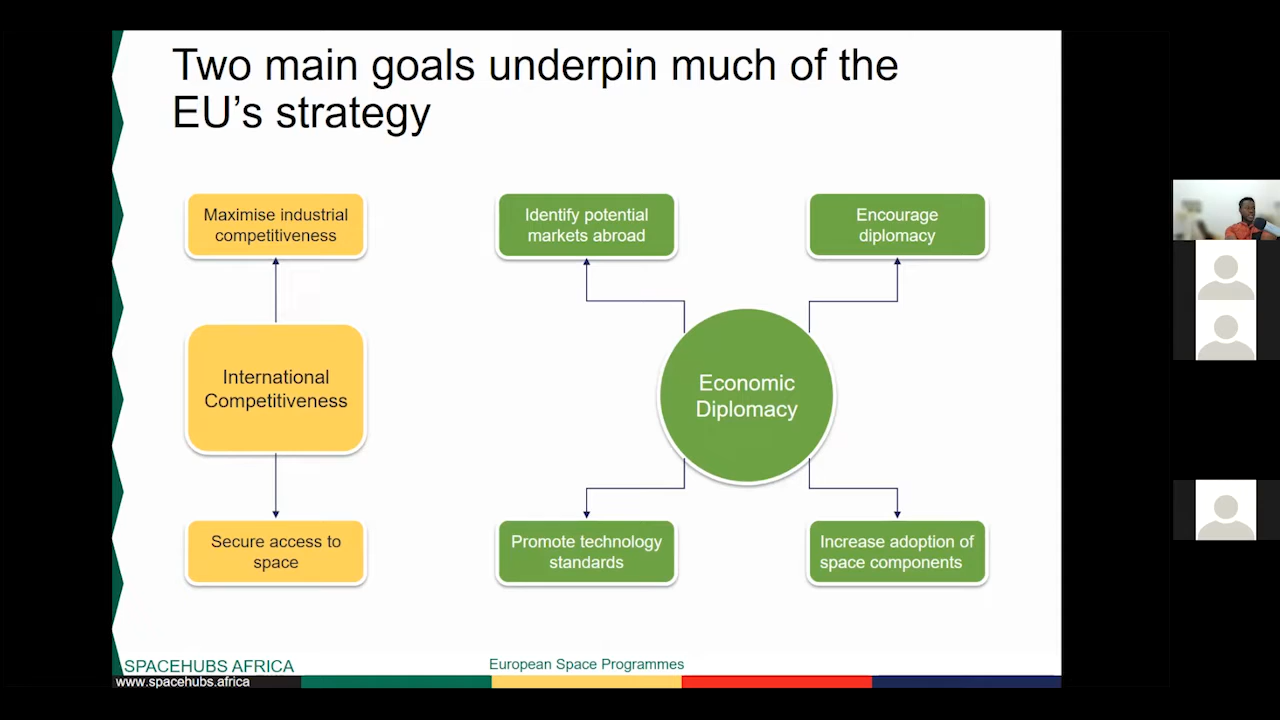 Two main goals underpin much of the
EU’s strategy
Maximise industrial
competitiveness
Identify potential
markets abroad
Encourage
diplomacy
International
Competitiveness
Economic
Diplomacy
Secure access to
space
Promote technology
standards
Increase adoption of
space components
SPACEHUBS AFRICA
European Space Programmes
www.spacehubs.africa